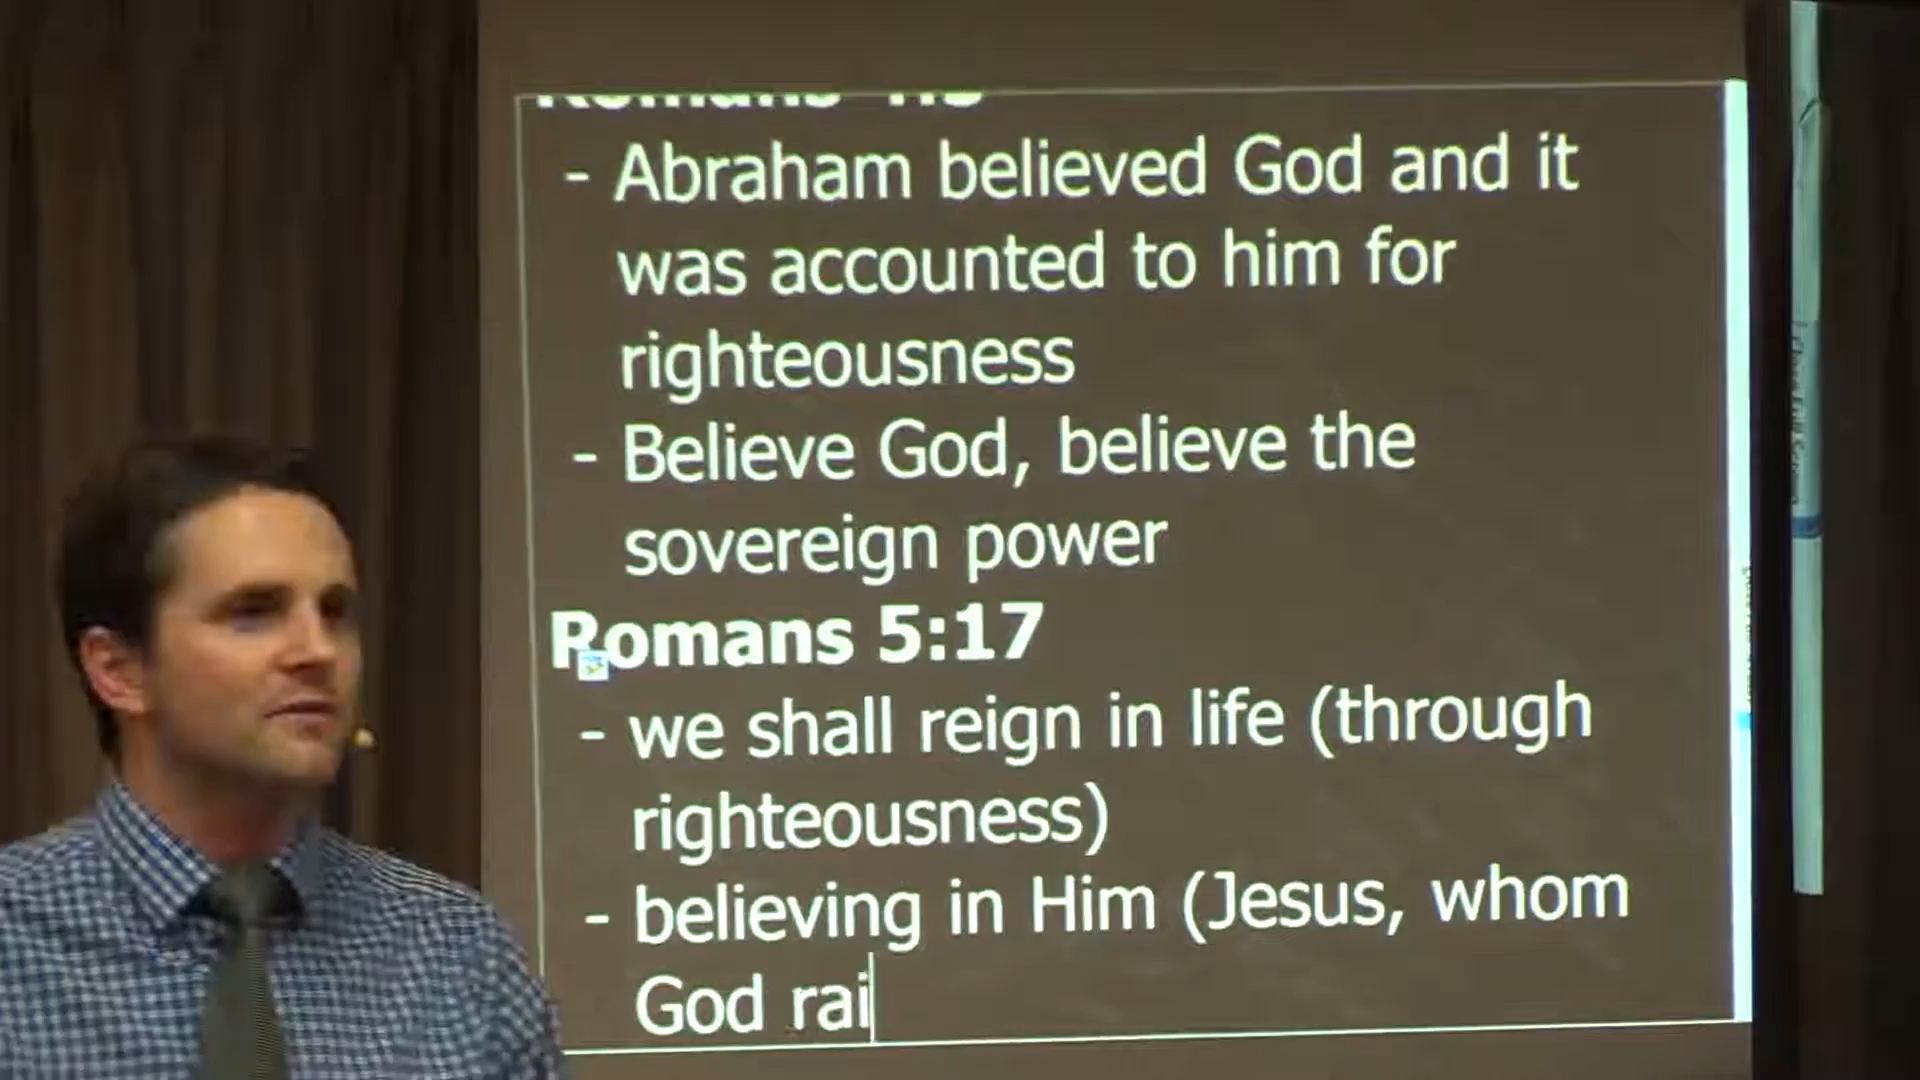 - Abraham believed God and it
was accounted to him for
righteousness
- Believe God, believe the
sovereign power
Romans 5:17
- we shall reign in life (through
righteousness)
- believing in Him (Jesus, whom
God rai